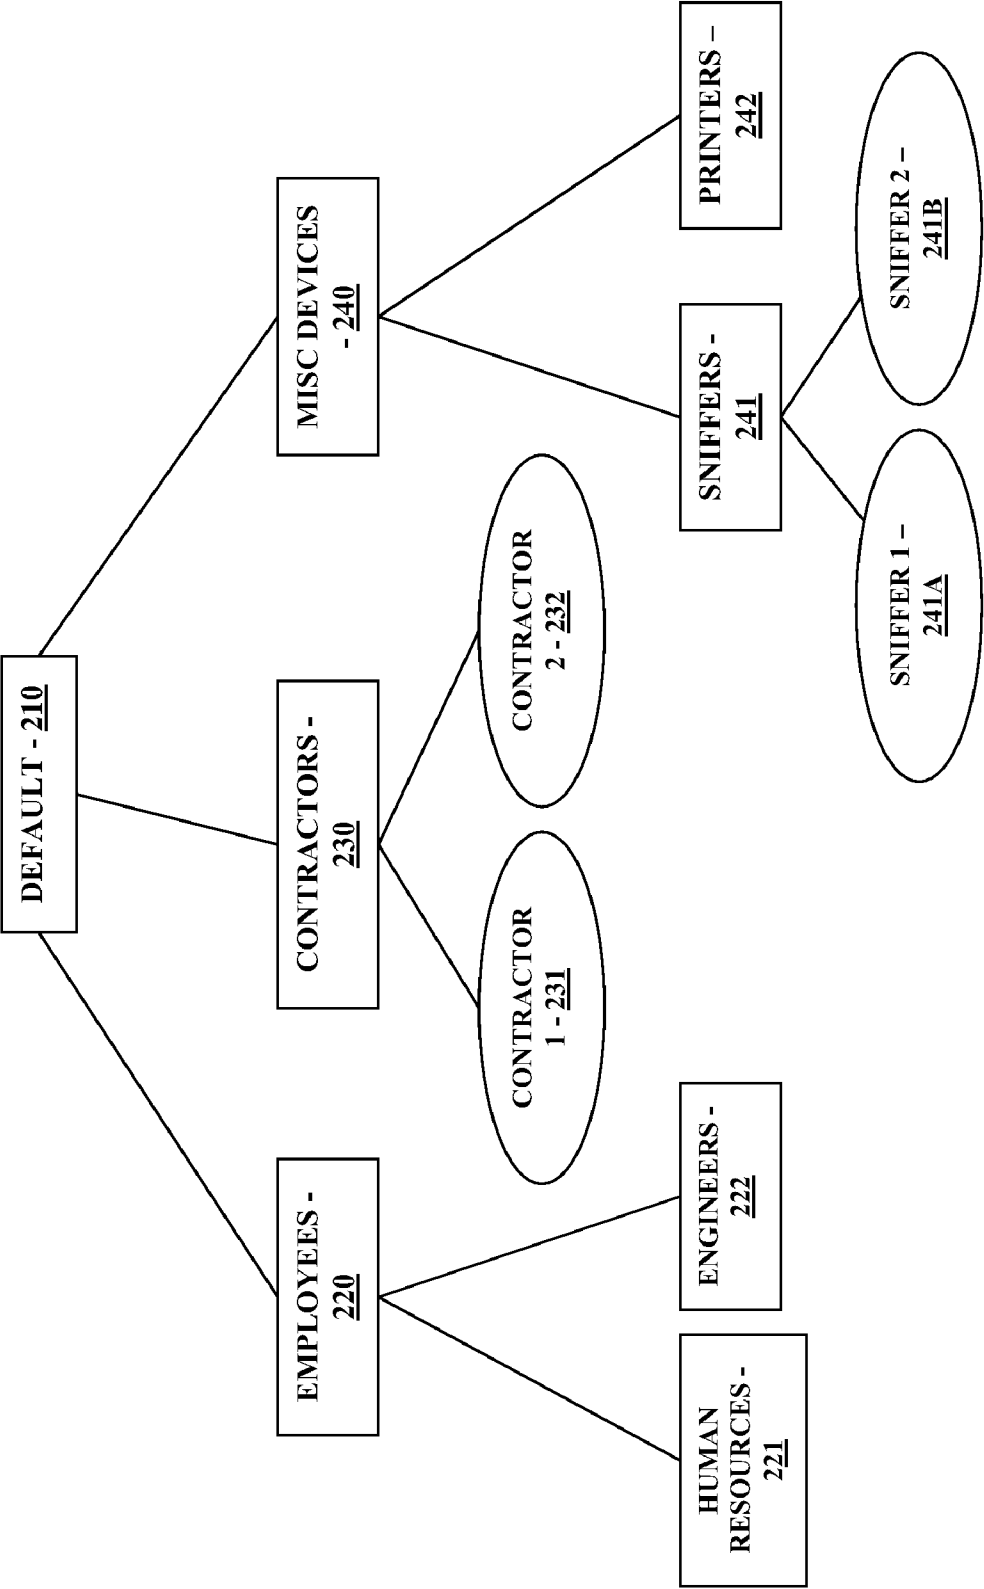 DEFAULT - 210
EMPLOYEES -
220
CONTRACTORS -
230
MISC DEVICES
- 240
CONTRACTOR
1 - 231
CONTRACTOR
2 - 232
HUMAN
RESOURCES -
221
ENGINEERS -
222
SNIFFERS -
241
PRINTERS –
242
SNIFFER 1 –
241A
SNIFFER 2 –
241B